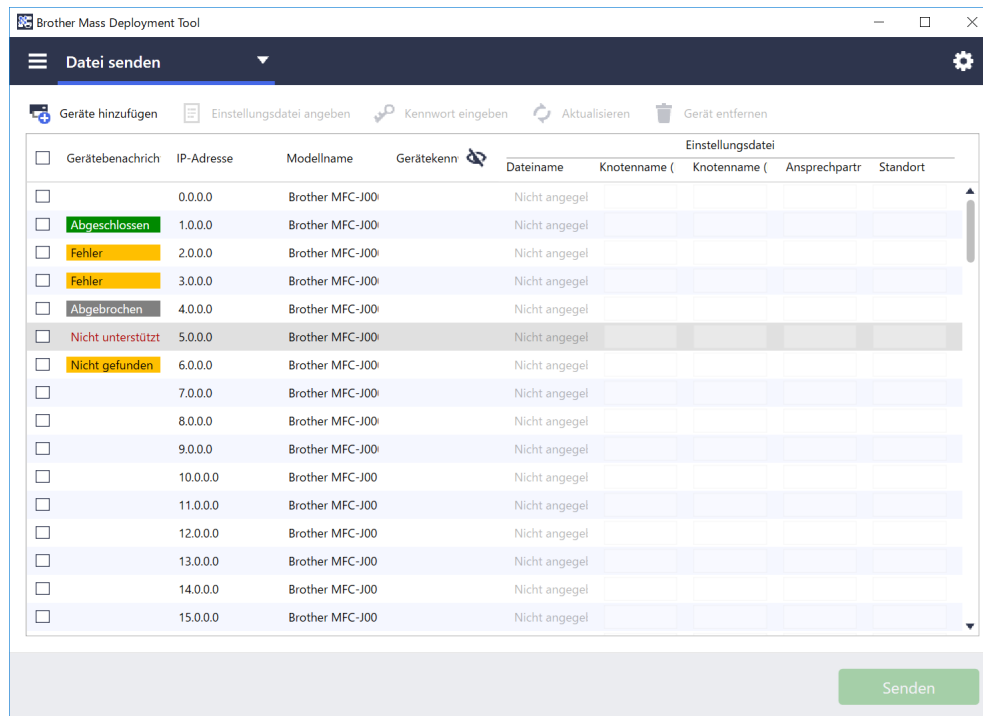 Brother Mass Deployment Tool
Datei senden
Geräte hinzufügen Einstellungsdatei angeben Kennwort eingeben Aktualisieren Gerät entfernen
Einstellungsdatei
Gerätebenachrich IP-Adresse Modellname Gerätekenn
Dateiname Knotenname ( Knotenname ( Ansprechpartr Standort
0.0.0.0 Brother MFC-J00 Nicht angegel
Abgeschlossen 1.0.0.0 Brother MFC-J00 Nicht angegel
Fehler 2.0.0.0 Brother MFC-J00 Nicht angegel
Fehler 3.0.0.0 Brother MFC-J00 Nicht angegel
Abgebrochen 4.0.0.0 Brother MFC-J00 Nicht angegel
Nicht unterstützt 5.0.0.0 Brother MFC-J00 Nicht angegel
Nicht gefunden 6.0.0.0 Brother MFC-J00 Nicht angegel
7.0.0.0 Brother MFC-J00 Nicht angegel
8.0.0.0 Brother MFC-J00 Nicht angegel
9.0.0.0 Brother MFC-J00 Nicht angegel
10.0.0.0 Brother MFC-J00 Nicht angegel
11.0.0.0 Brother MFC-J00 Nicht angegel
12.0.0.0 Brother MFC-J00 Nicht angegel
13.0.0.0 Brother MFC-J00 Nicht angegel
14.0.0.0 Brother MFC-J00 Nicht angegel
15.0.0.0 Brother MFC-J00 Nicht angegel
Senden